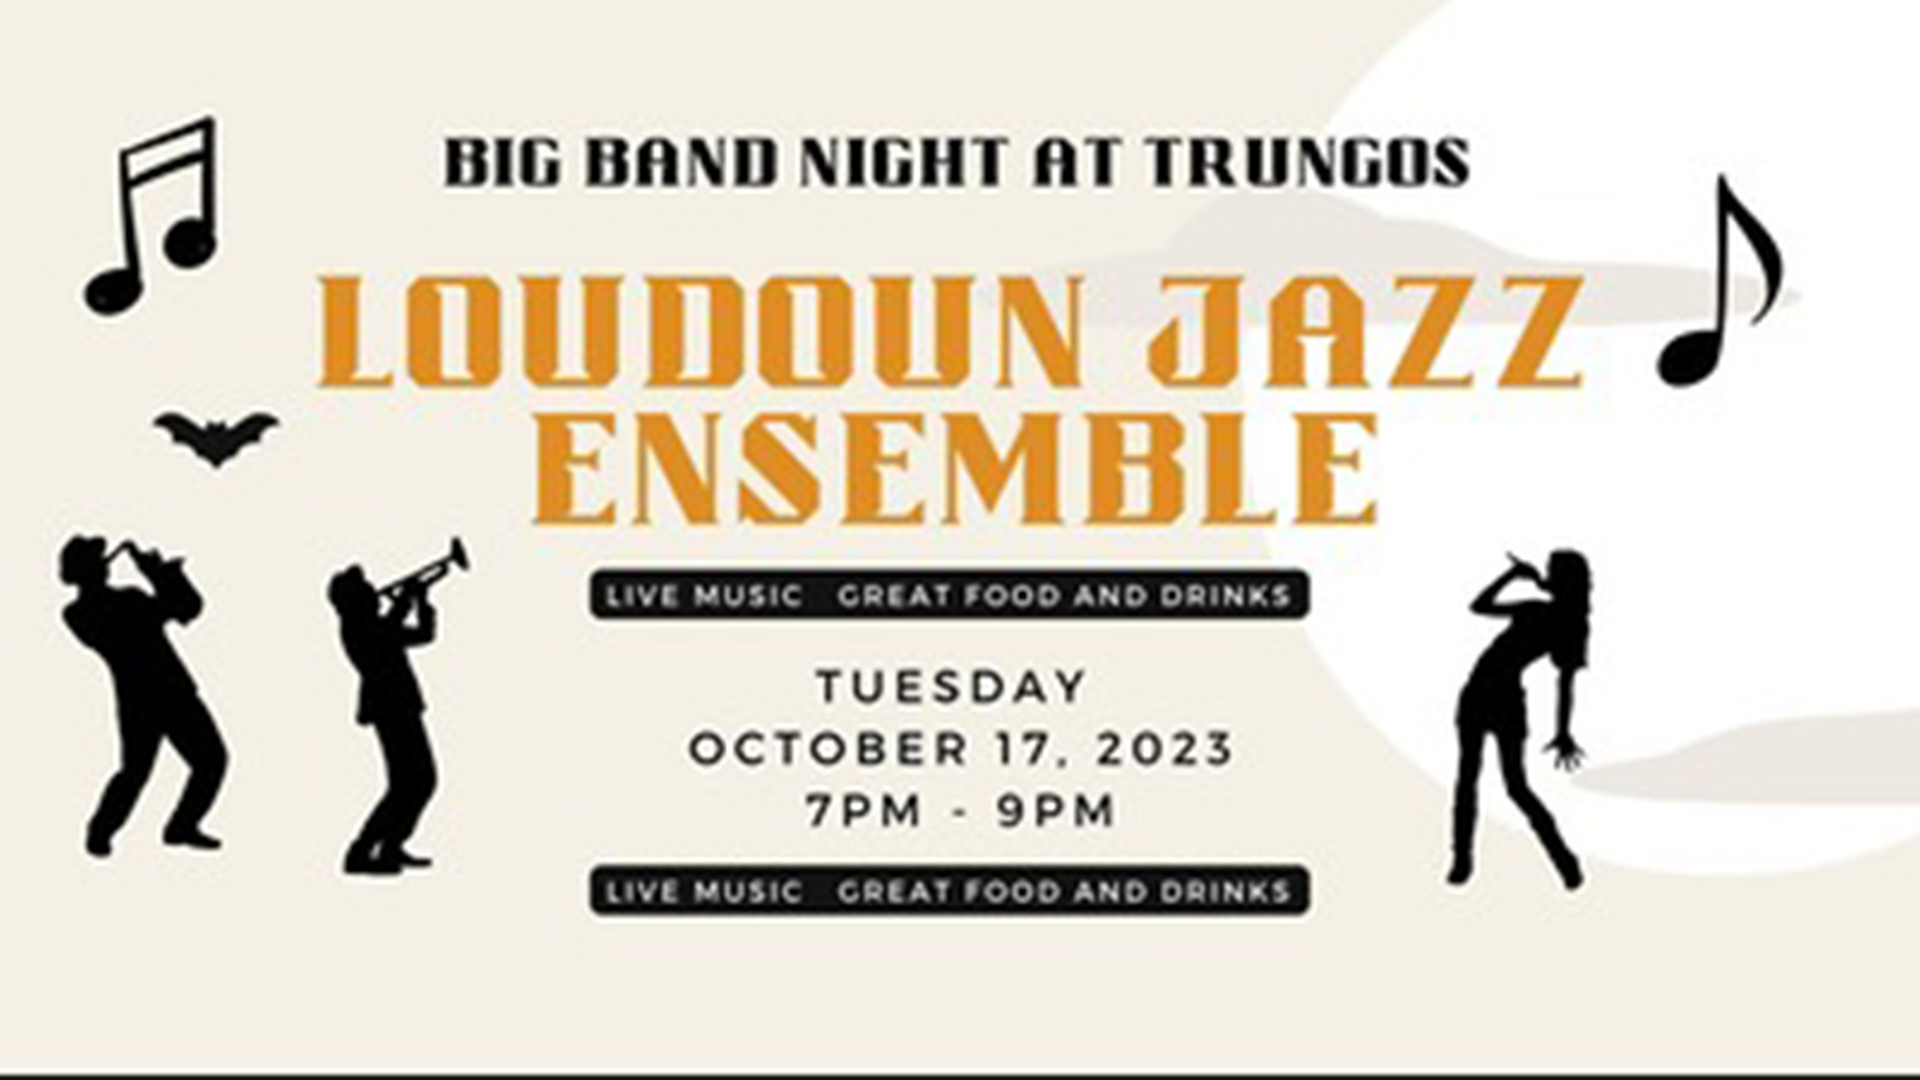 BIG BAND NIGHT AT TRUNGOS
LOUDOUN JAZZ
ENSEMBLE
LIVE MUSIC GREAT FOOD AND DRINKS
TUESDAY
OCTOBER 17, 2023
7PM - 9PM
LIVE MUSIC GREAT FOOD AND DRINKS